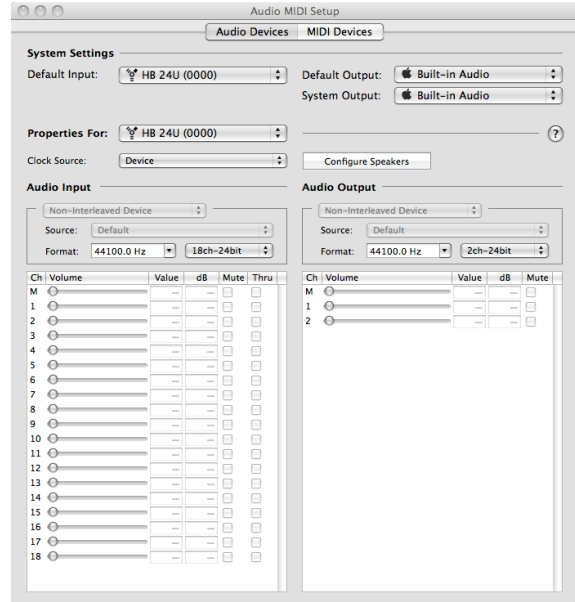 Audio MIDI Setup
Audio Devices MIDI Devices
System Settings
Default Input: HB 24U (0000)
Default Output: Built-in Audio
System Output: Built-in Audio
Properties For: HB 24U (0000)
?
Clock Source: Device
Configure Speakers
Audio Input
Non-Interleaved Device
Source: Default
Format: 44100.0 Hz 18ch-24bit
Ch Volume Value dB Mute Thru
M
1
2
3
4
5
6
7
8
9
10
11
12
13
14
15
16
17
18
Audio Output
Non-Interleaved Device
Source: Default
Format: 44100.0 Hz 2ch-24bit
Ch Volume Value dB Mute
M
1
2